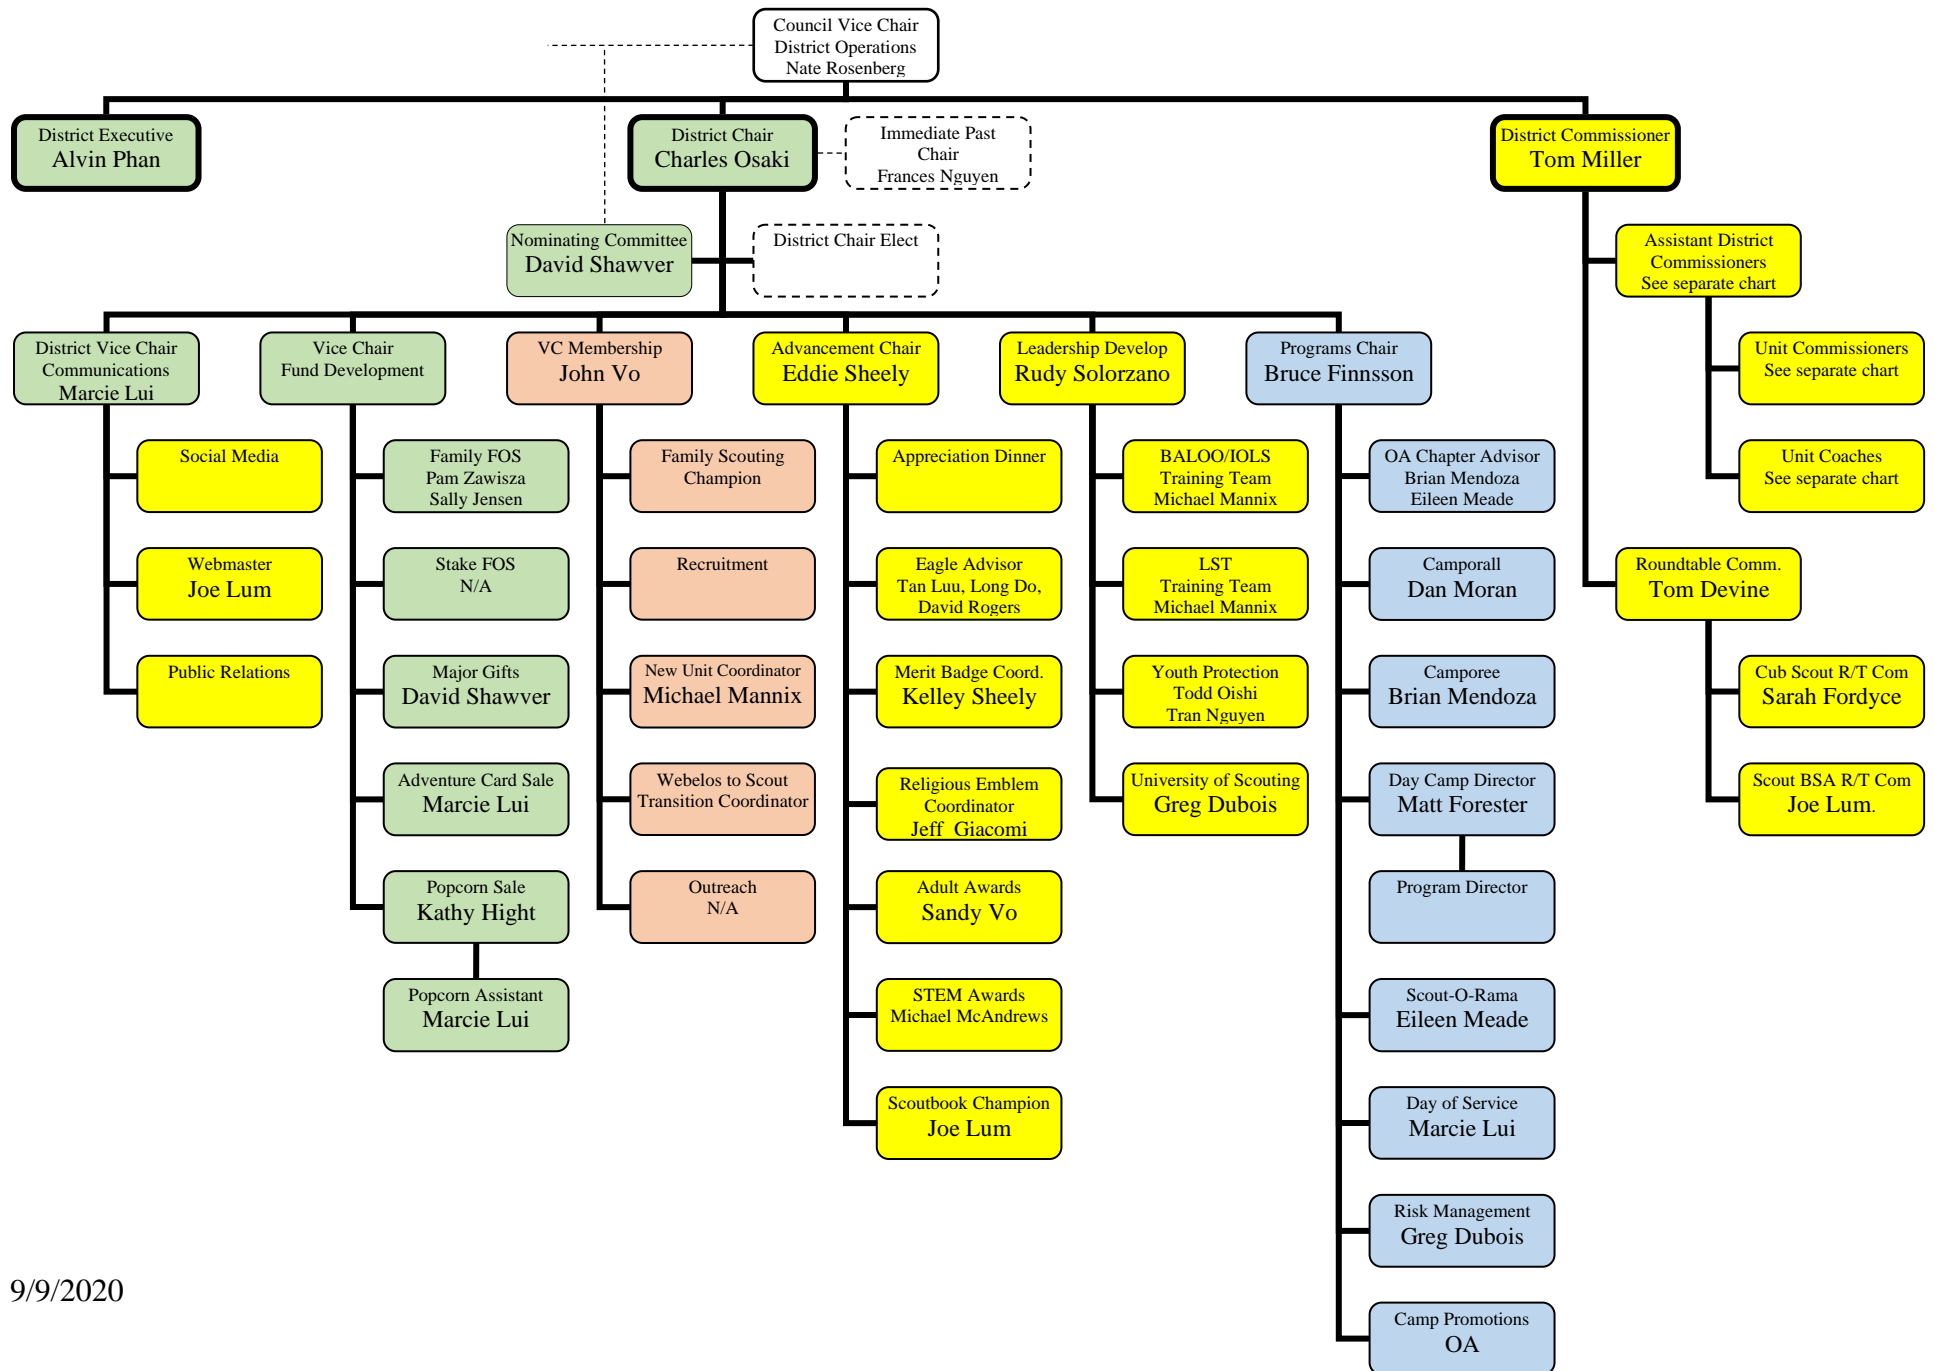 Council Vice Chair
District Operations
Nate Rosenberg
District Executive
Alvin Phan
District Chair
Charles Osaki
Immediate Past
Chair
Frances Nguyen
District Commissioner
Tom Miller
Nominating Committee
David Shawver
District Chair Elect
Assistant District
Commissioners
See separate chart
District Vice Chair
Communications
Marcie Lui
Vice Chair
Fund Development
VC Membership
John Vo
Advancement Chair
Eddie Sheely
Leadership Develop
Rudy Solorzano
Programs Chair
Bruce Finnsson
Unit Commissioners
See separate chart
Social Media
Family FOS
Pam Zawisza
Sally Jensen
Family Scouting
Champion
Appreciation Dinner
BALOO/IOLS
Training Team
Michael Mannix
OA Chapter Advisor
Brian Mendoza
Eileen Meade
Unit Coaches
See separate chart
Webmaster
Joe Lum
Stake FOS
N/A
Recruitment
Eagle Advisor
Tan Luu, Long Do,
David Rogers
LST
Training Team
Michael Mannix
Camporall
Dan Moran
Roundtable Comm.
Tom Devine
Public Relations
Major Gifts
David Shawver
New Unit Coordinator
Michael Mannix
Merit Badge Coord.
Kelley Sheely
Youth Protection
Todd Oishi
Tran Nguyen
Camporee
Brian Mendoza
Cub Scout R/T Com
Sarah Fordyce
Adventure Card Sale
Marcie Lui
Webelos to Scout
Transition Coordinator
Religious Emblem
Coordinator
Jeff  Giacomi
University of Scouting
Greg Dubois
Day Camp Director
Matt Forester
Scout BSA R/T Com
Joe Lum.
Popcorn Sale
Kathy Hight
Outreach
N/A
Adult Awards
Sandy Vo
Program Director
Popcorn Assistant
Marcie Lui
STEM Awards
Michael McAndrews
Scout-O-Rama
Eileen Meade
Scoutbook Champion
Joe Lum
Day of Service
Marcie Lui
Risk Management
Greg Dubois
9/9/2020
Camp Promotions
OA